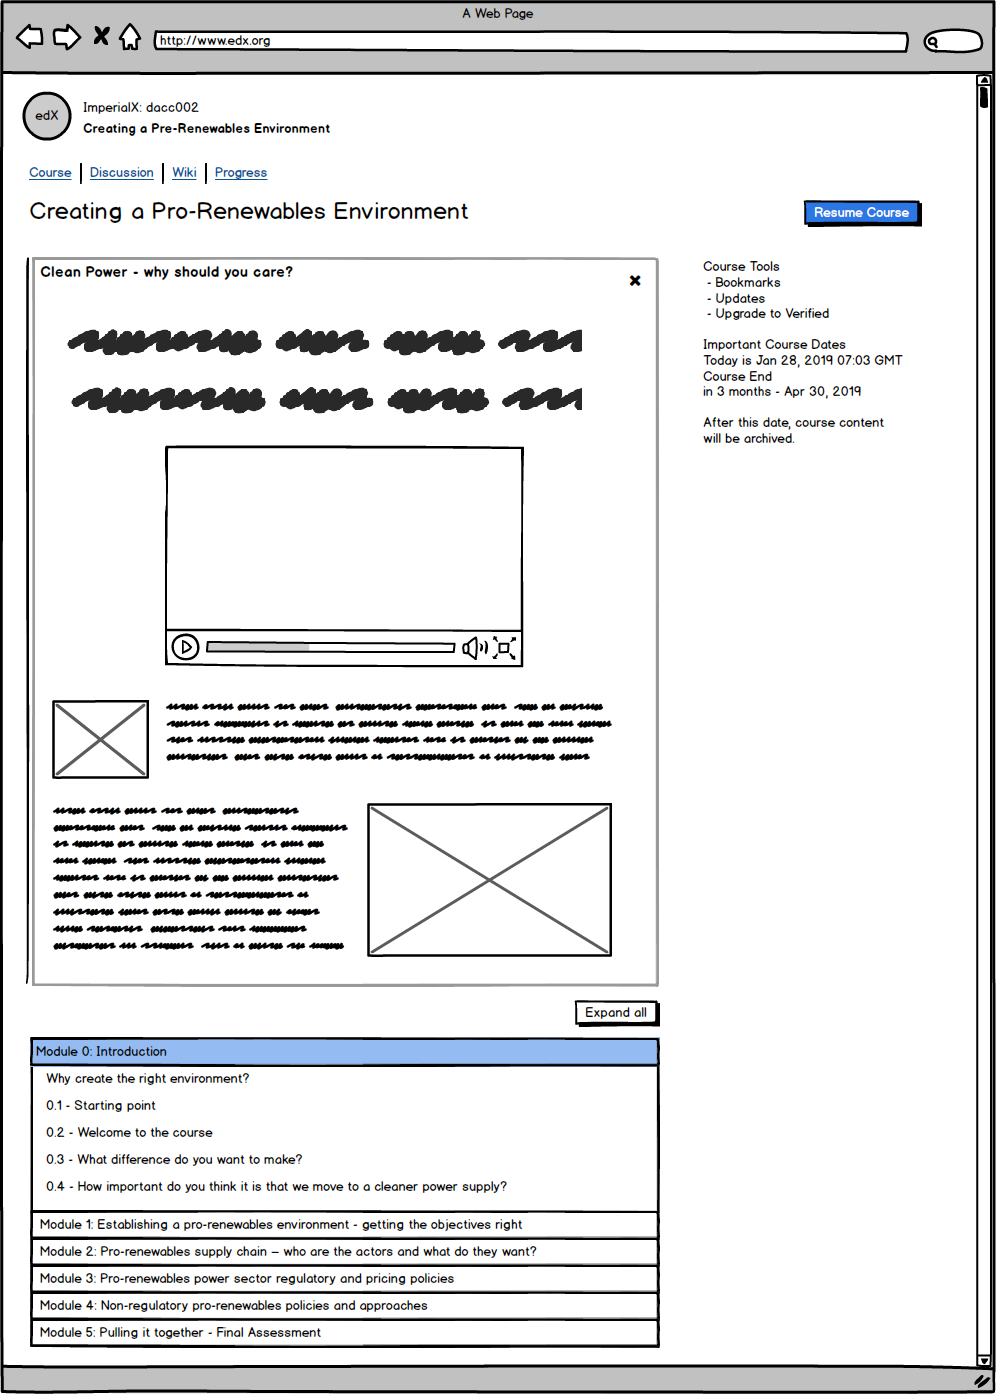 A Web Page
http://www.edx.org
edX
ImperialX: dacc002
Creating a Pre-Renewables Environment
Course
Discussion
Wiki
Progress
Creating a Pro-Renewables Environment
Resume Course
Clean Power - why should you care?
Course Tools
- Bookmarks
- Updates
- Upgrade to Verified
Important Course Dates
Today is Jan 28, 2019 07:03 GMT
Course End
in 3 months - Apr 30, 2019
After this date, course content
will be archived.
Expand all
Module 0: Introduction
Why create the right environment?
0.1 - Starting point
0.2 - Welcome to the course
0.3 - What difference do you want to make?
0.4 - How important do you think it is that we move to a cleaner power supply?
Module 1: Establishing a pro-renewables environment - getting the objectives right
Module 2: Pro-renewables supply chain – who are the actors and what do they want?
Module 3: Pro-renewables power sector regulatory and pricing policies
Module 4: Non-regulatory pro-renewables policies and approaches
Module 5: Pulling it together - Final Assessment